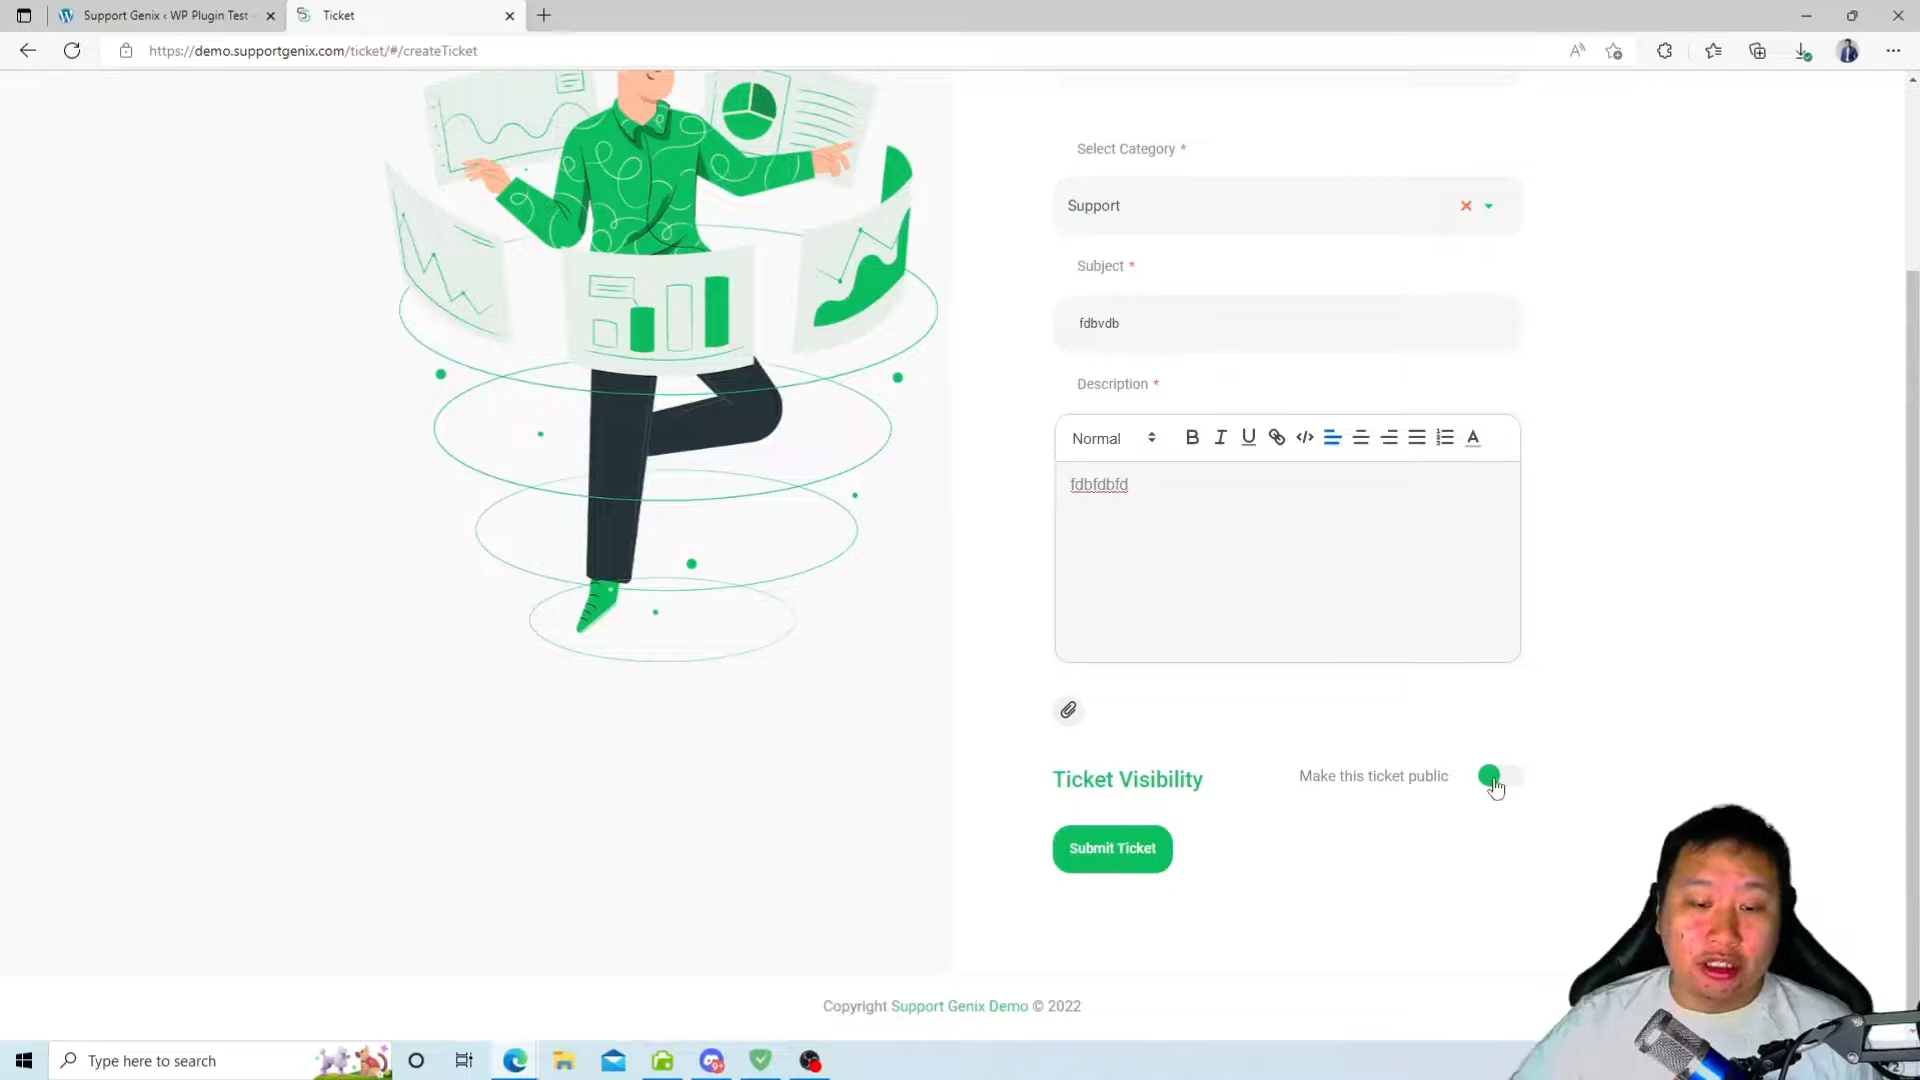 Support Genix ‹ WP Plugin Test
Ticket
https://demo.supportgenix.com/ticket/#/createTicket
Select Category *
Support
Subject *
fdbvdb
Description *
Normal
fdbfdbfd
Ticket Visibility
Make this ticket public
Submit Ticket
Copyright Support Genix Demo © 2022
Type here to search